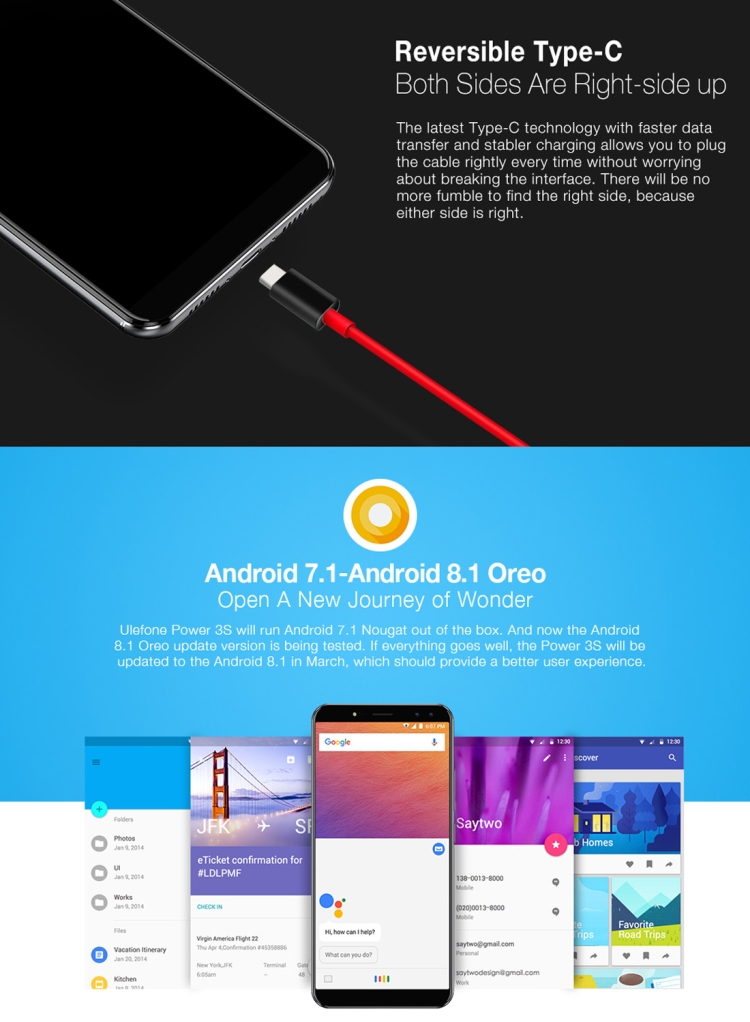 Reversible Type-C
Both Sides Are Right-side up
The latest Type-C technology with faster data
transfer and stabler charging allows you to plug
the cable rightly every time without worrying
about breaking the interface. There will be no
more fumble to find the right side, because
either side is right.
Android 7.1-Android 8.1 Oreo
Open A New Journey of Wonder
Ulefone Power 3S will run Android 7.1 Nougat out of the box. And now the Android
8.1 Oreo update version is being tested. If everything goes well, the Power 3S will be
updated to the Android 8.1 in March, which should provide a better user experience.
Folders
Photos
Jan 9, 2014
UI
Jan 9, 2014
Works
Jan 9, 2014
Files
Vacation Itinerary
Jan 20, 2014
Kitchen
JFK
eTicket confirmation for
#LDLPMF
CHECK IN
Virgin America Flight 22
Thu Apr 4,Confirmation #46358886
New York,JFK
Terminal
6:05am
–
48
6:07 PM
Google
Hi, how can I help?
What can you do?
12:30
Saytwo
138-0013-8000
Mobile
(020)0013-8000
Mobile
saytwo@gmail.com
Personal
saytwodesign@gmail.com
Work
12:30
scover
b Homes
te
Trips
Favorite
Road Trips